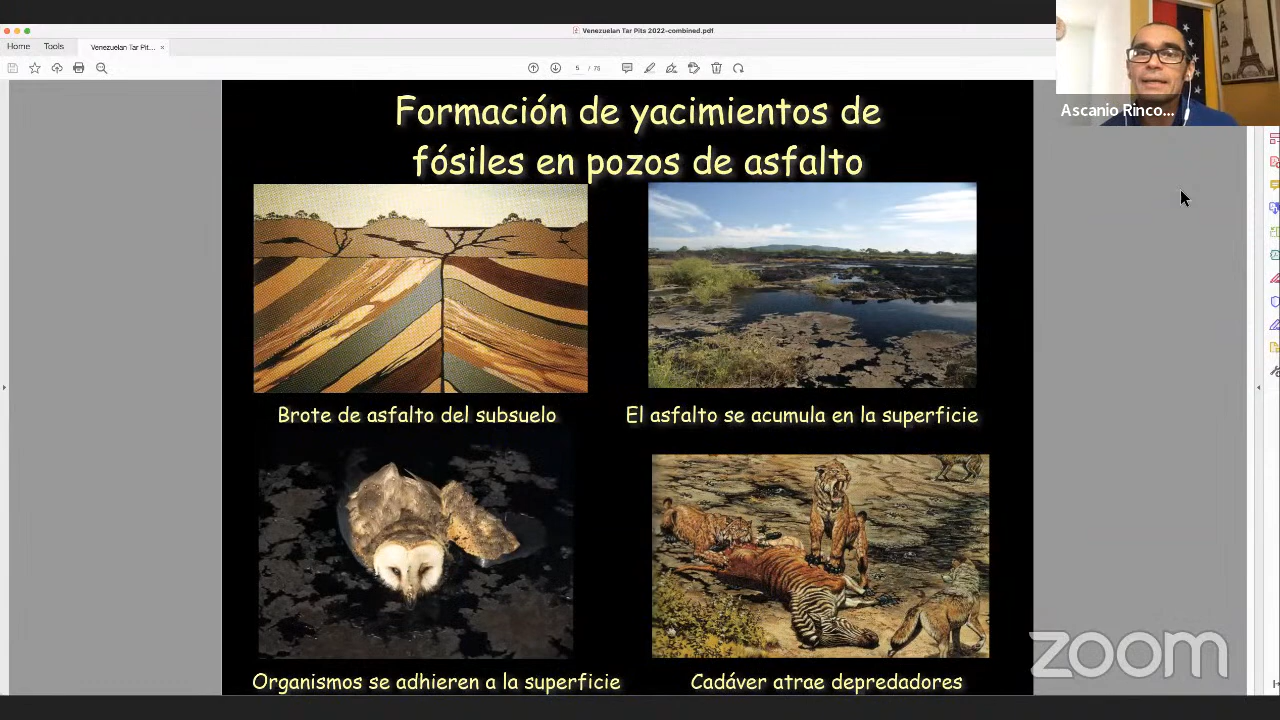 Venezuelan Tar Pits 2022-combined.pdf
Home Tools Venezuelan Tar Pit... ×
5 / 75
Ascanio Rinco...
Formación de yacimientos de
fósiles en pozos de asfalto
Brote de asfalto del subsuelo
El asfalto se acumula en la superficie
Organismos se adhieren a la superficie
Cadáver atrae depredadores
zoom